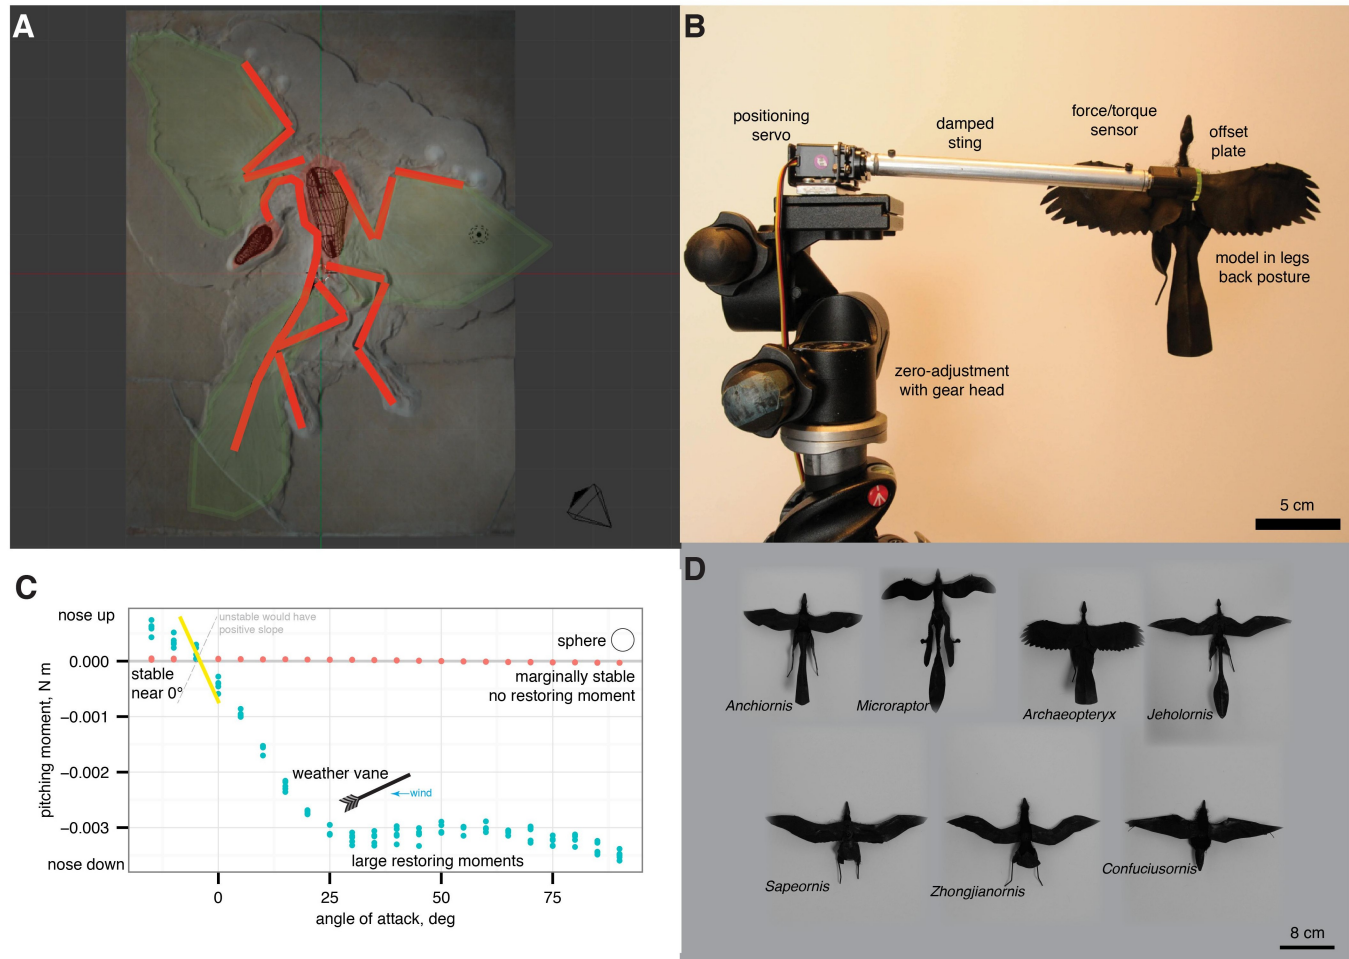 A
B
positioning
servo
damped
sting
force/torque
sensor
offset
plate
model in legs
back posture
zero-adjustment
with gear head
5 cm
C
nose up
unstable would have
positive slope
sphere
0.000
stable
near 0°
marginally stable
no restoring moment
−0.001
pitching moment, N m
−0.002
weather vane
wind
−0.003
large restoring moments
nose down
0
25
50
75
angle of attack, deg
D
Anchiornis
Microraptor
Archaeopteryx
Jeholornis
Sapeornis
Zhongjianornis
Confuciusornis
8 cm